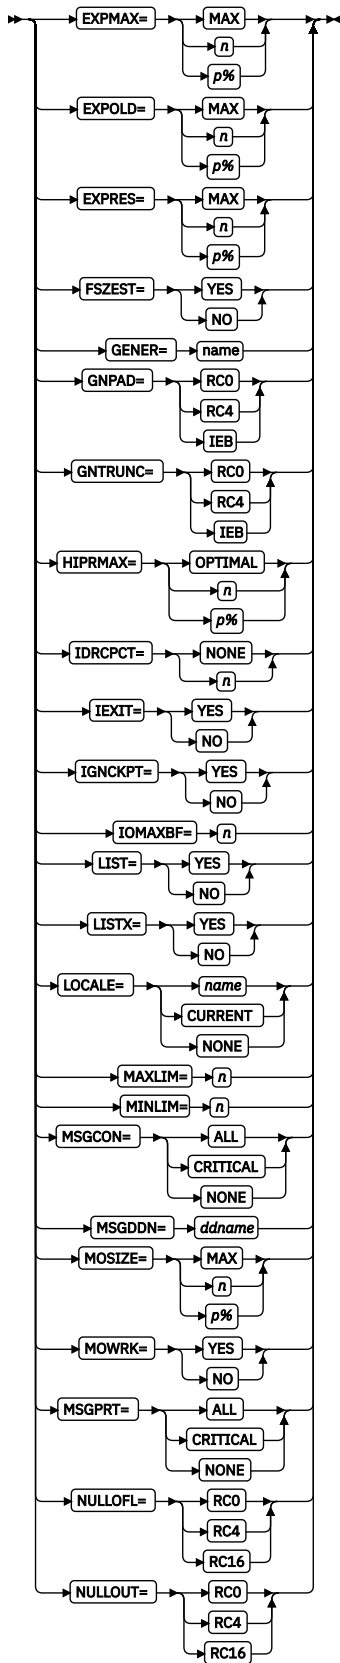 EXPMAX= MAX
n
p%
EXPOLD= MAX
n
p%
EXPRES= MAX
n
p%
FSZEST= YES
NO
GENER= name
GNPAD= RC0
RC4
IEB
GNTRUNC= RC0
RC4
IEB
HIPRMAX= OPTIMAL
n
p%
IDRCPCT= NONE
n
IEXIT= YES
NO
IGNCKPT= YES
NO
IOMAXBF= n
LIST= YES
NO
LISTX= YES
NO
LOCALE= name
CURRENT
NONE
MAXLIM= n
MINLIM= n
MSGCON= ALL
CRITICAL
NONE
MSGDDN= ddname
MOSIZE= MAX
n
p%
MOWRK= YES
NO
MSGPRT= ALL
CRITICAL
NONE
NULLOFL= RC0
RC4
RC16
NULLOUT= RC0
RC4
RC16